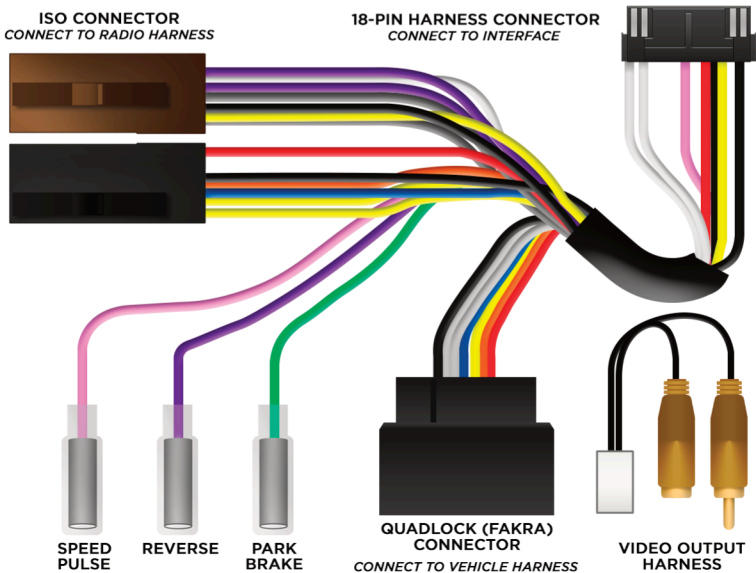 ISO CONNECTOR
CONNECT TO RADIO HARNESS
18-PIN HARNESS CONNECTOR
CONNECT TO INTERFACE
SPEED
PULSE
REVERSE
PARK
BRAKE
QUADLOCK (FAKRA)
CONNECTOR
CONNECT TO VEHICLE HARNESS
VIDEO OUTPUT
HARNESS